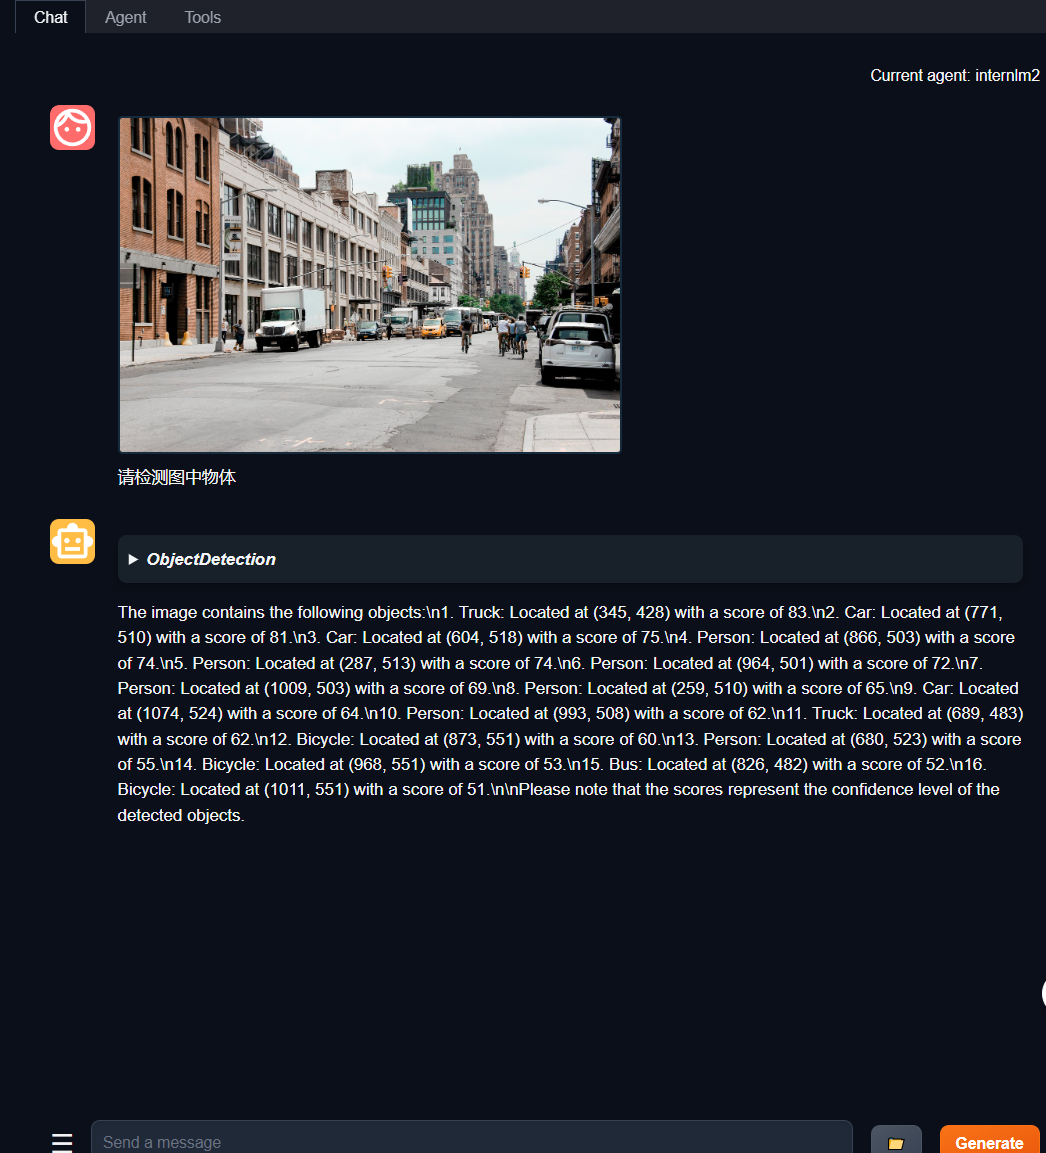 Chat Agent Tools
Current agent: internlm2
请检测图中物体
▶ ObjectDetection
The image contains the following objects:\n1. Truck: Located at (345, 428) with a score of 83.\n2. Car: Located at (771,
510) with a score of 81.\n3. Car: Located at (604, 518) with a score of 75.\n4. Person: Located at (866, 503) with a score
of 74.\n5. Person: Located at (287, 513) with a score of 74.\n6. Person: Located at (964, 501) with a score of 72.\n7.
Person: Located at (1009, 503) with a score of 69.\n8. Person: Located at (259, 510) with a score of 65.\n9. Car: Located
at (1074, 524) with a score of 64.\n10. Person: Located at (993, 508) with a score of 62.\n11. Truck: Located at (689, 483)
with a score of 62.\n12. Bicycle: Located at (873, 551) with a score of 60.\n13. Person: Located at (680, 523) with a score
of 55.\n14. Bicycle: Located at (968, 551) with a score of 53.\n15. Bus: Located at (826, 482) with a score of 52.\n16.
Bicycle: Located at (1011, 551) with a score of 51.\n\nPlease note that the scores represent the confidence level of the
detected objects.
Send a message
Generate